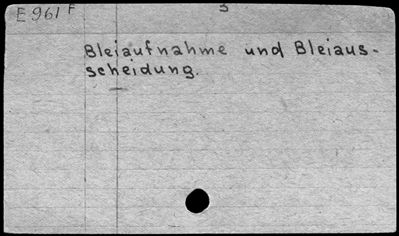 E 961 F
Bleiaufnahme und Bleiaus-
scheidung.